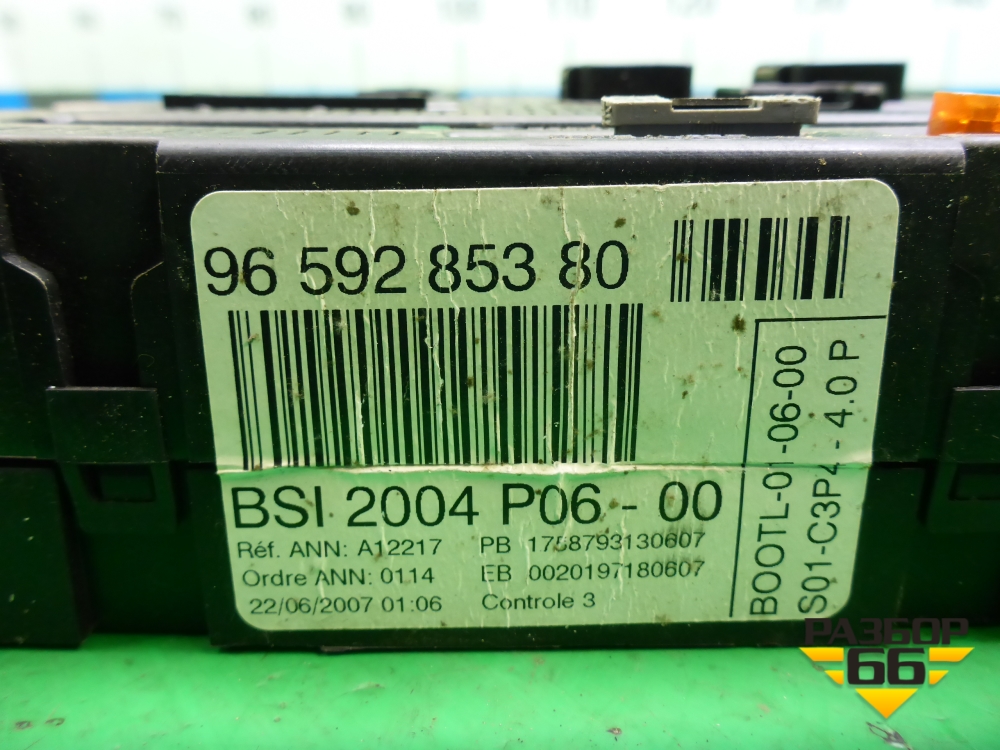 96 592 853 80
BSI 2004 P06 - 00
Réf. ANN: A12217 PB 1758793130607
Ordre ANN: 0114 EB 0020197180607
22/06/2007 01:06 Controle 3
BOOTL-01-06-00
S01-C3P4 - 4.0 P
РАЗБОР
66